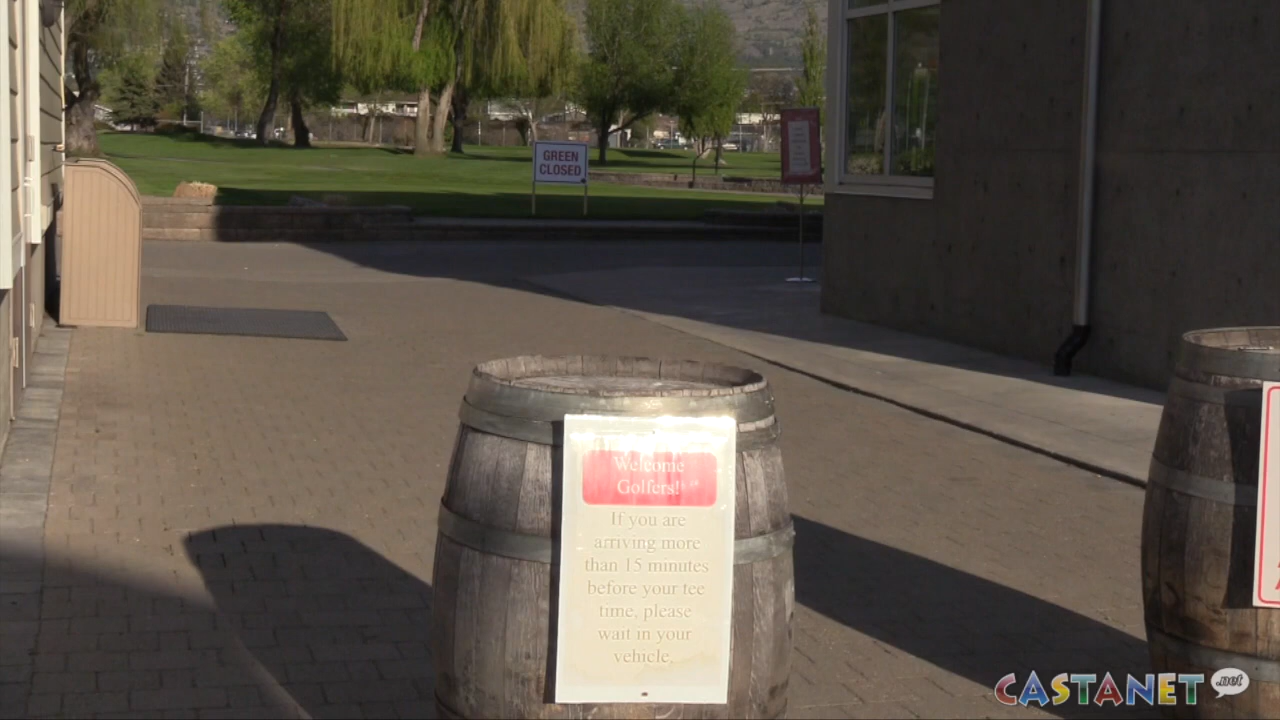 GREEN
CLOSED
Welcome
Golfers!
If you are
arriving more
than 15 minutes
before your tee
time, please
wait in your
vehicle.
CASTANET .net